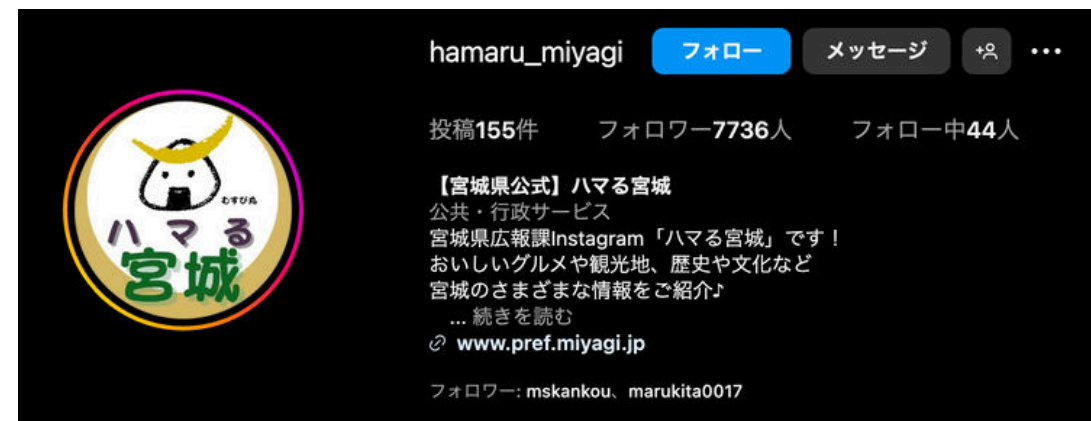 hamaru_miyagi フォロー メッセージ
投稿155件 フォロワー7736人 フォロー中44人
【宮城県公式】ハマる宮城
公共・行政サービス
宮城県広報課Instagram「ハマる宮城」です！
おいしいグルメや観光地、歴史や文化など
宮城のさまざまな情報をご紹介♪
... 続きを読む
www.pref.miyagi.jp
フォロワー: mskankou、marukita0017
むすび丸
ハマる
宮城